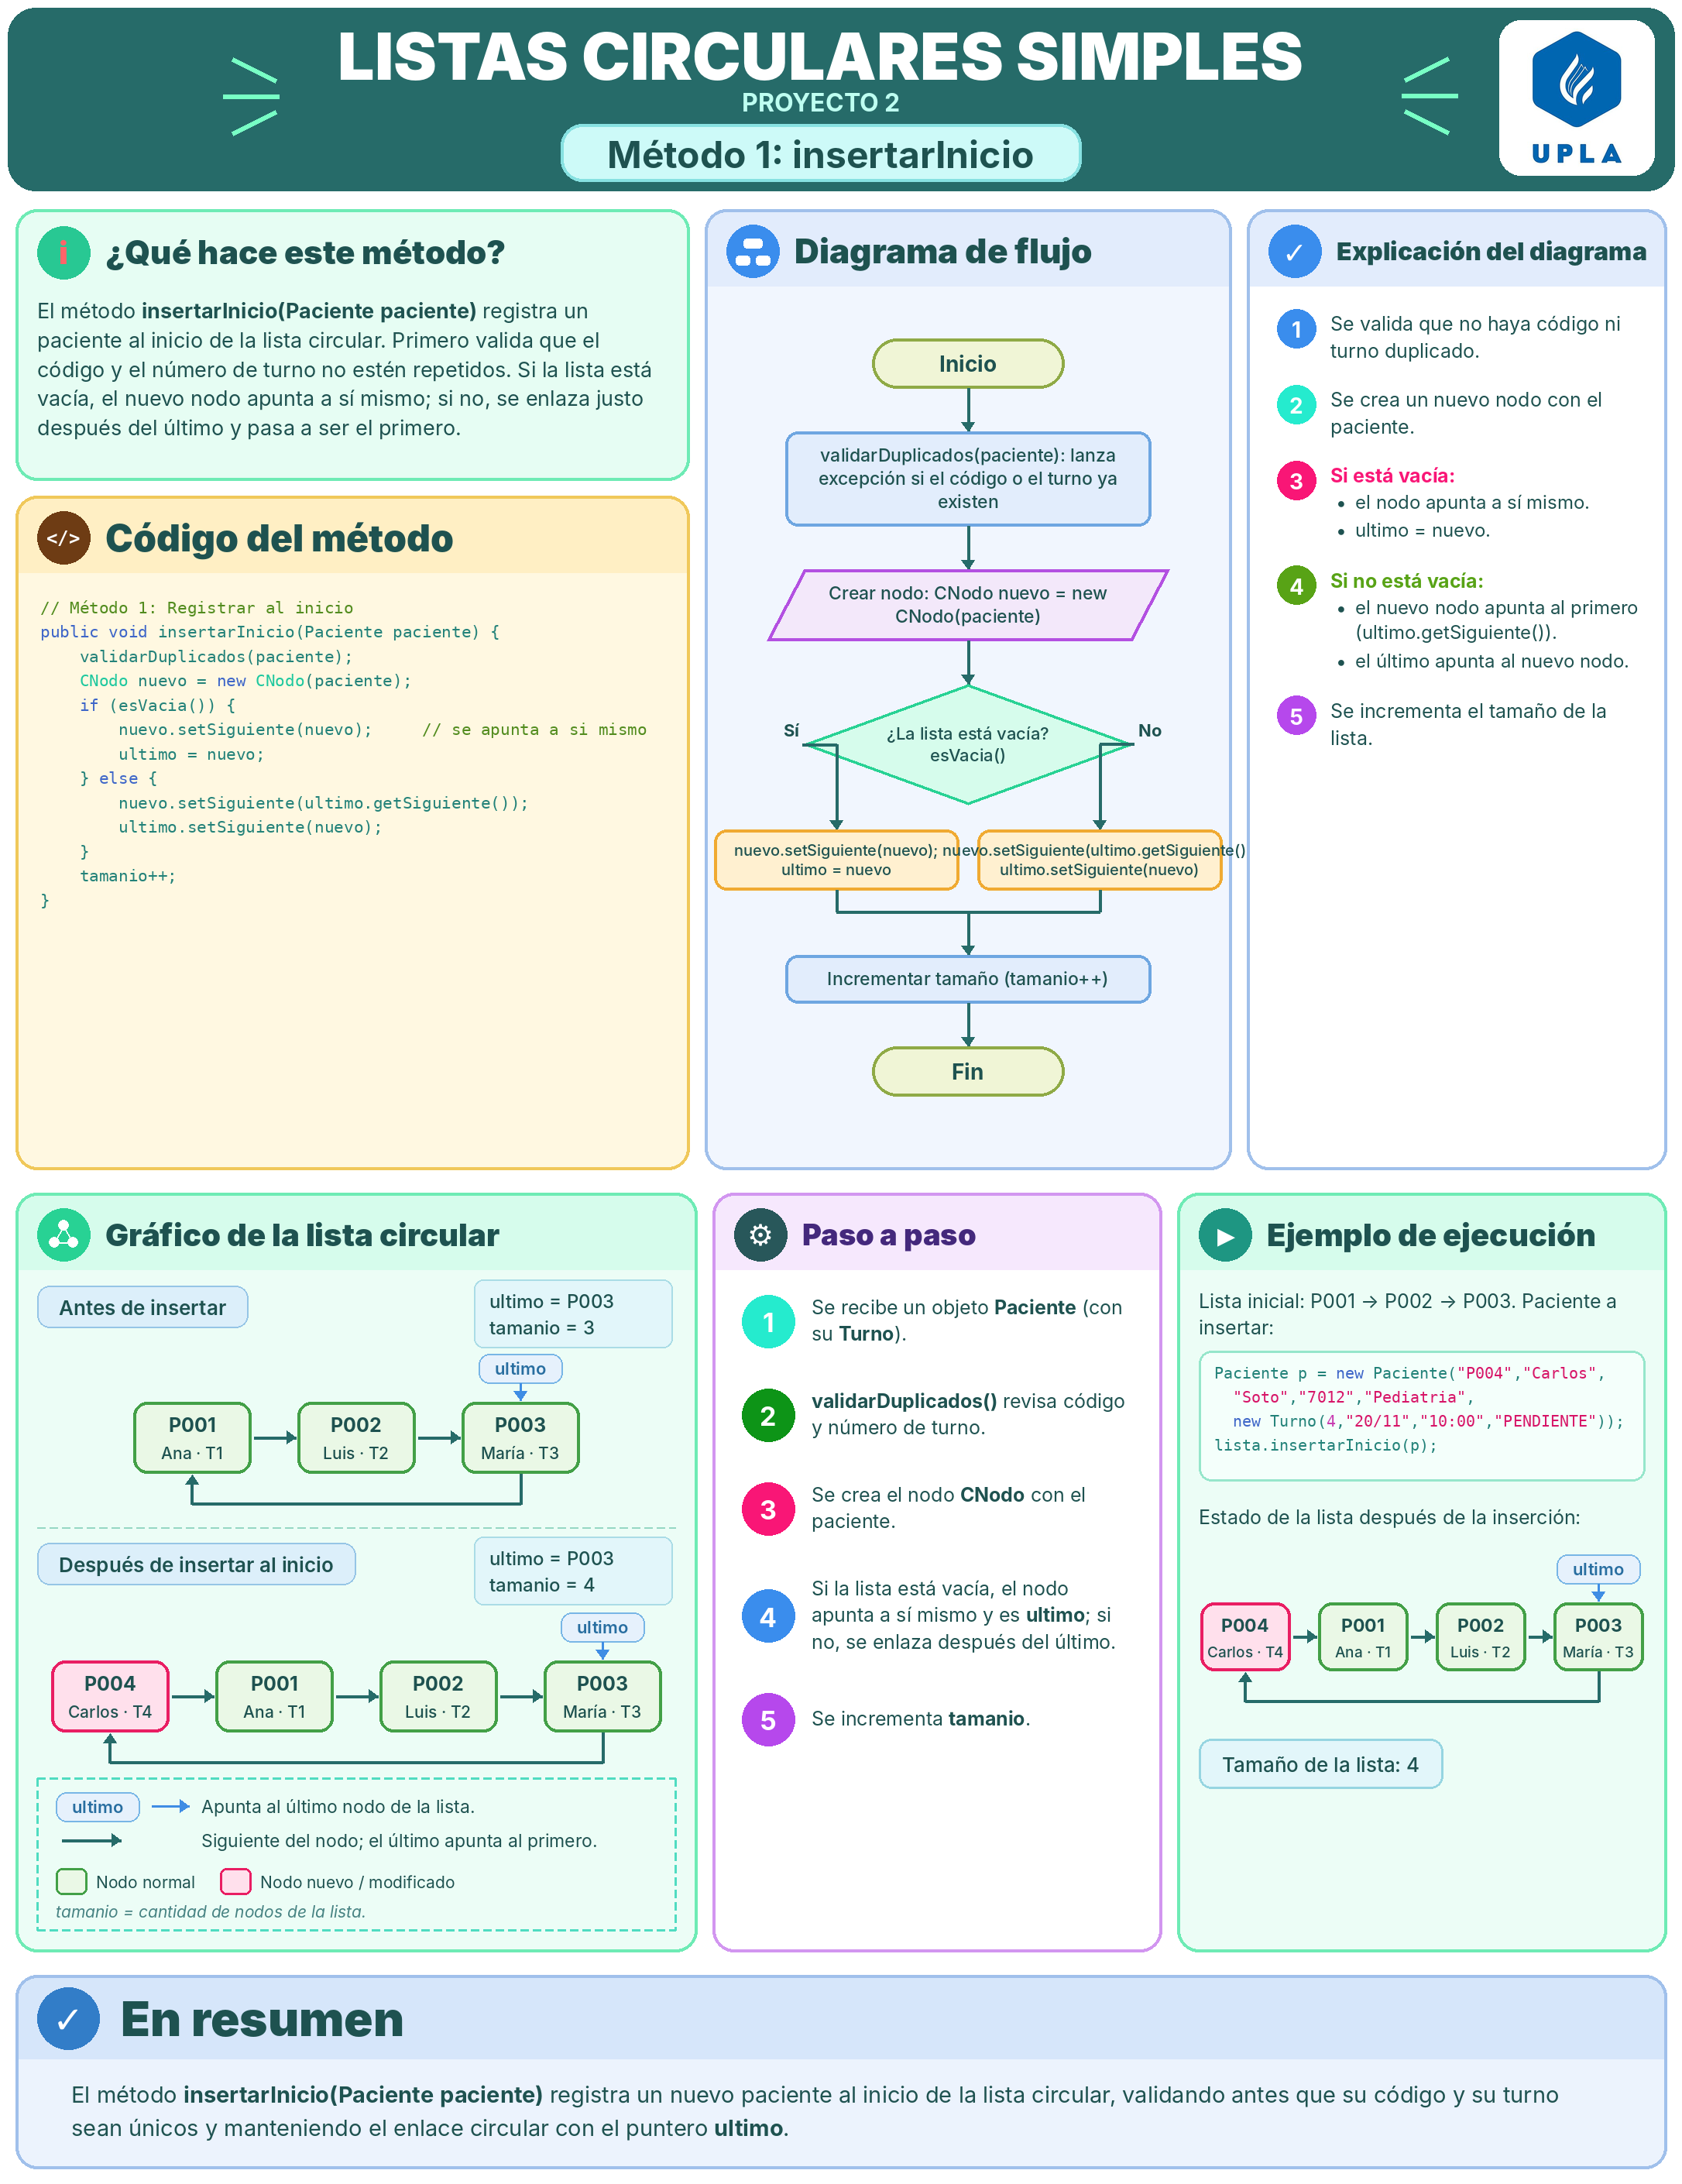 LISTAS CIRCULARES SIMPLES
PROYECTO 2
Método 1: insertarInicio
UPLA
¿Qué hace este método?
El método insertarInicio(Paciente paciente) registra un
paciente al inicio de la lista circular. Primero valida que el
código y el número de turno no estén repetidos. Si la lista está
vacía, el nuevo nodo apunta a sí mismo; si no, se enlaza justo
después del último y pasa a ser el primero.
</> Código del método
// Método 1: Registrar al inicio
public void insertarInicio(Paciente paciente) {
    validarDuplicados(paciente);
    CNodo nuevo = new CNodo(paciente);
    if (esVacia()) {
        nuevo.setSiguiente(nuevo);     // se apunta a si mismo
        ultimo = nuevo;
    } else {
        nuevo.setSiguiente(ultimo.getSiguiente());
        ultimo.setSiguiente(nuevo);
    }
    tamanio++;
}
Diagrama de flujo
Inicio
validarDuplicados(paciente): lanza
excepción si el código o el turno ya
existen
Crear nodo: CNodo nuevo = new
CNodo(paciente)
¿La lista está vacía?
esVacia()
Sí
No
nuevo.setSiguiente(nuevo);
ultimo = nuevo
nuevo.setSiguiente(ultimo.getSiguiente()
ultimo.setSiguiente(nuevo)
Incrementar tamaño (tamanio++)
Fin
✓ Explicación del diagrama
1 Se valida que no haya código ni
turno duplicado.
2 Se crea un nuevo nodo con el
paciente.
3 Si está vacía:
• el nodo apunta a sí mismo.
• ultimo = nuevo.
4 Si no está vacía:
• el nuevo nodo apunta al primero
(ultimo.getSiguiente()).
• el último apunta al nuevo nodo.
5 Se incrementa el tamaño de la
lista.
Gráfico de la lista circular
Antes de insertar
ultimo = P003
tamanio = 3
ultimo
P001
Ana · T1
P002
Luis · T2
P003
María · T3
Después de insertar al inicio
ultimo = P003
tamanio = 4
ultimo
P004
Carlos · T4
P001
Ana · T1
P002
Luis · T2
P003
María · T3
ultimo Apunta al último nodo de la lista.
Siguiente del nodo; el último apunta al primero.
Nodo normal
Nodo nuevo / modificado
tamanio = cantidad de nodos de la lista.
Paso a paso
1 Se recibe un objeto Paciente (con
su Turno).
2 validarDuplicados() revisa código
y número de turno.
3 Se crea el nodo CNodo con el
paciente.
4 Si la lista está vacía, el nodo
apunta a sí mismo y es ultimo; si
no, se enlaza después del último.
5 Se incrementa tamanio.
Ejemplo de ejecución
Lista inicial: P001 → P002 → P003. Paciente a
insertar:
Paciente p = new Paciente("P004","Carlos",
  "Soto","7012","Pediatria",
  new Turno(4,"20/11","10:00","PENDIENTE"));
lista.insertarInicio(p);
Estado de la lista después de la inserción:
ultimo
P004
Carlos · T4
P001
Ana · T1
P002
Luis · T2
P003
María · T3
Tamaño de la lista: 4
✓ En resumen
El método insertarInicio(Paciente paciente) registra un nuevo paciente al inicio de la lista circular, validando antes que su código y su turno
sean únicos y manteniendo el enlace circular con el puntero ultimo.